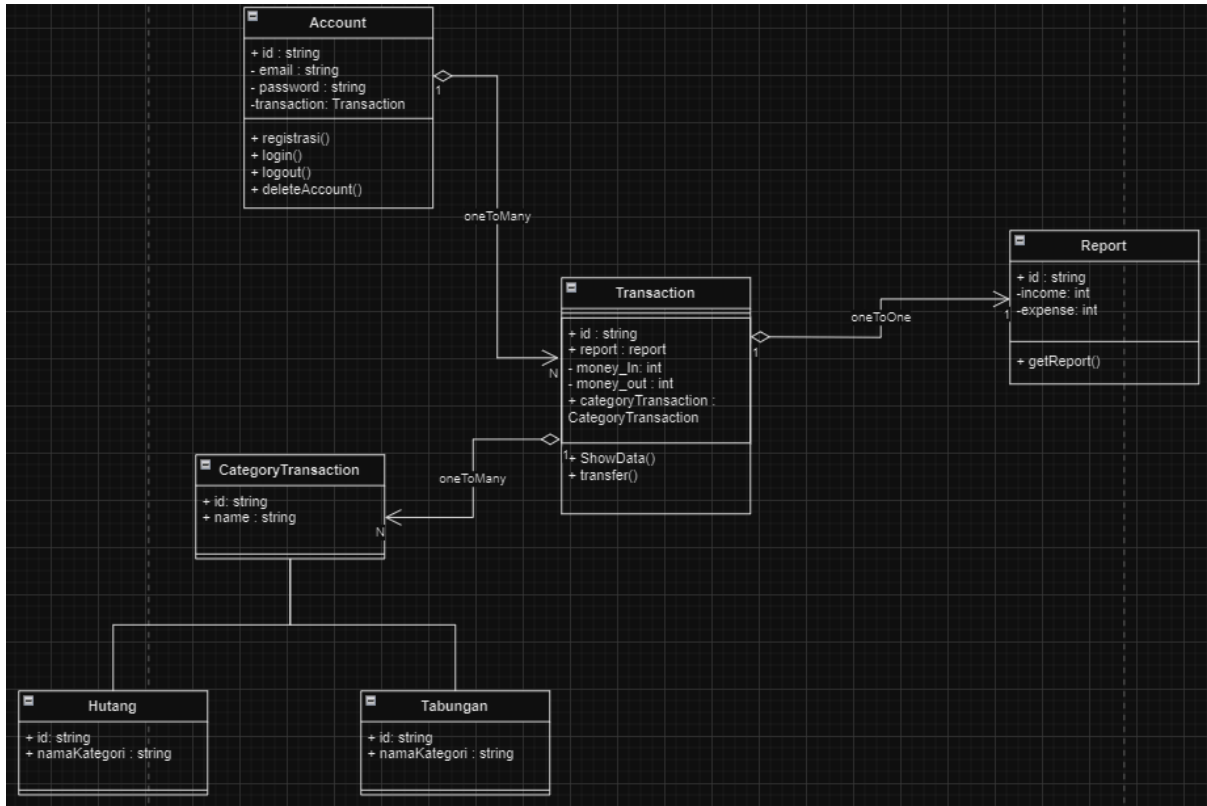 Account
+ id : string
- email : string
- password : string
-transaction: Transaction
+ registrasi()
+ login()
+ logout()
+ deleteAccount()
1
oneToMany
N
Transaction
+ id : string
+ report : report
- money_In: int
- money_out : int
+ categoryTransaction :
CategoryTransaction
+ ShowData()
+ transfer()
1
oneToOne
1
Report
+ id : string
-income: int
-expense: int
+ getReport()
1
oneToMany
N
CategoryTransaction
+ id: string
+ name : string
Hutang
+ id: string
+ namaKategori : string
Tabungan
+ id: string
+ namaKategori : string